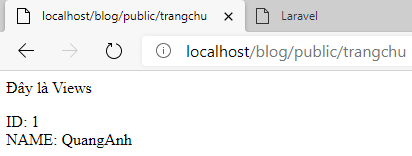 localhost/blog/public/trangchu
Laravel
localhost/blog/public/trangchu
Đây là Views
ID: 1
NAME: QuangAnh